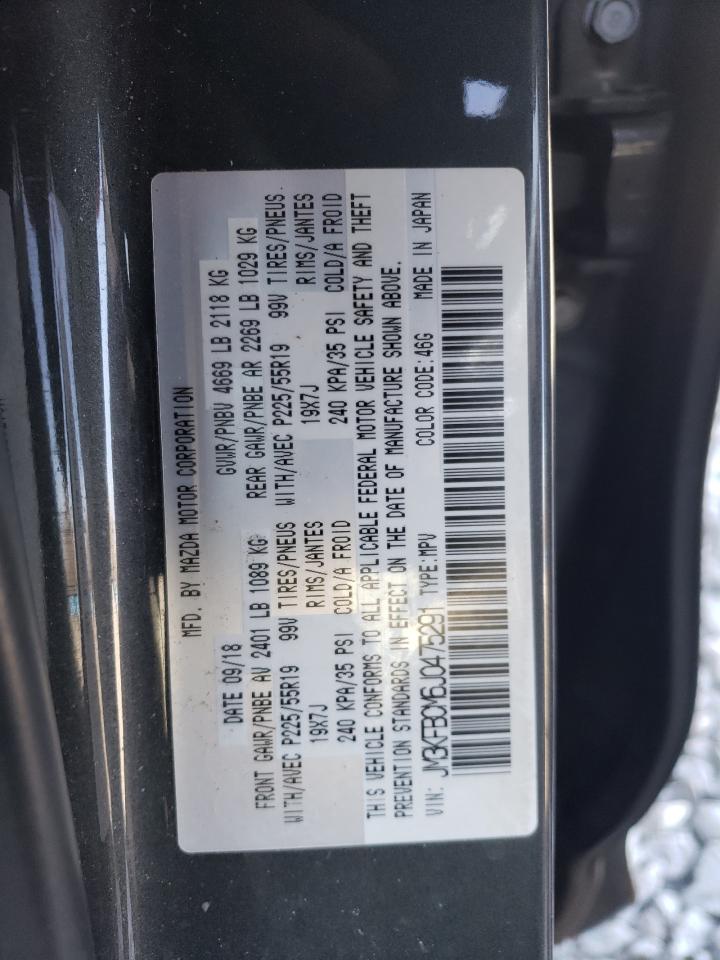 MFD. BY MAZDA MOTOR CORPORATION
DATE 09/18 GVWR/PNBV 4669 LB 2118 KG
FRONT GAWR/PNBE AV 2401 LB 1089 KG REAR GAWR/PNBE AR 2269 LB 1029 KG
WITH/AVEC P225/55R19 99V TIRES/PNEUS WITH/AVEC P225/55R19 99V TIRES/PNEUS
19X7J RIMS/JANTES 19X7J RIMS/JANTES
240 KPA/35 PSI COLD/A FROID 240 KPA/35 PSI COLD/A FROID
THIS VEHICLE CONFORMS TO ALL APPLICABLE FEDERAL MOTOR VEHICLE SAFETY AND THEFT
PREVENTION STANDARDS IN EFFECT ON THE DATE OF MANUFACTURE SHOWN ABOVE.
VIN: JM3KFBCM6J0475291 TYPE:MPV COLOR CODE:46G MADE IN JAPAN